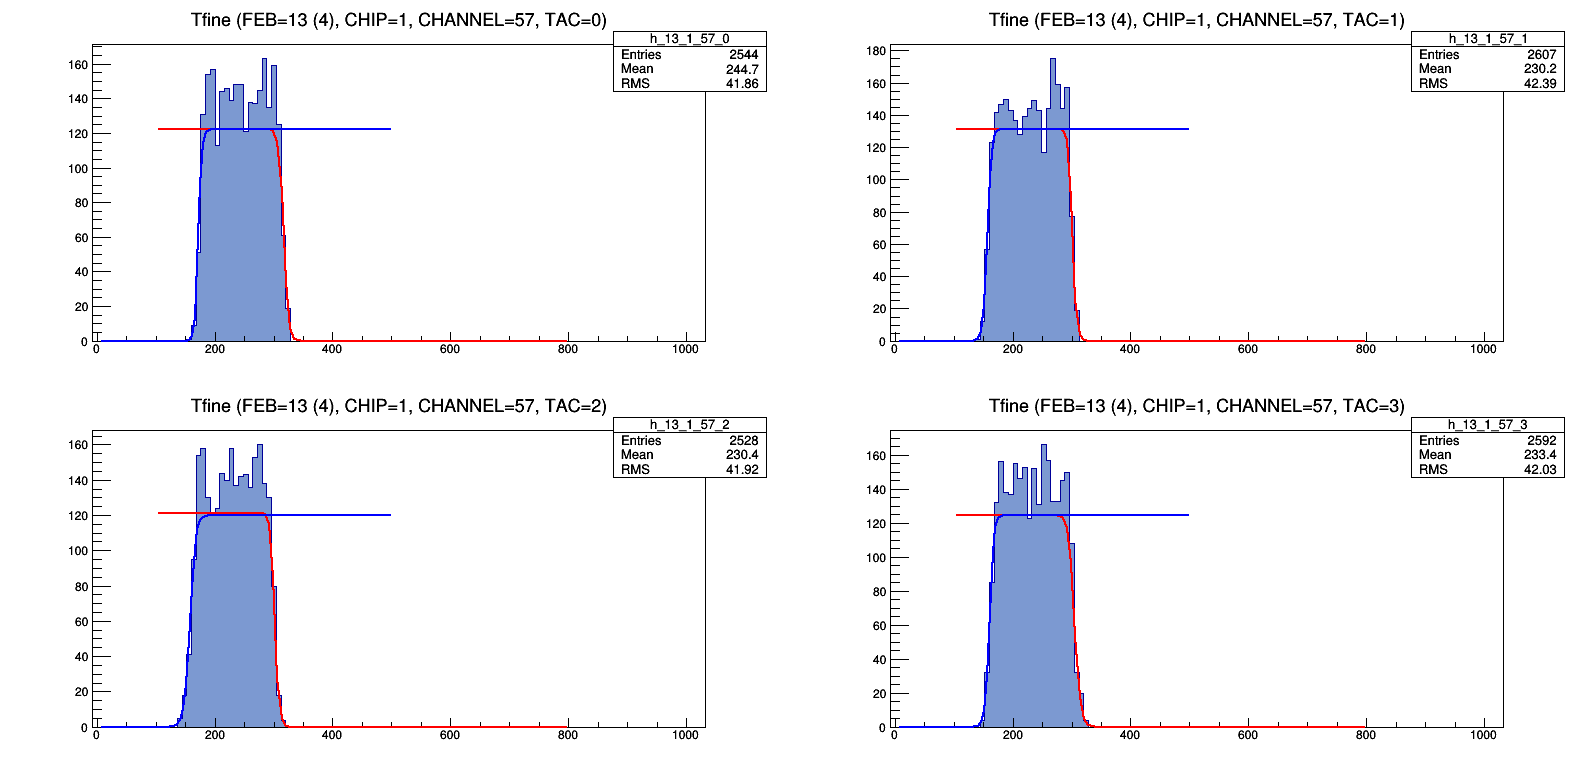 Tfine (FEB=13 (4), CHIP=1, CHANNEL=57, TAC=0)
h_13_1_57_0
Entries 2544
Mean 244.7
RMS 41.86
160
140
120
100
80
60
40
20
0
0 200 400 600 800 1000
Tfine (FEB=13 (4), CHIP=1, CHANNEL=57, TAC=1)
h_13_1_57_1
Entries 2607
Mean 230.2
RMS 42.39
180
160
140
120
100
80
60
40
20
0
0 200 400 600 800 1000
Tfine (FEB=13 (4), CHIP=1, CHANNEL=57, TAC=2)
h_13_1_57_2
Entries 2528
Mean 230.4
RMS 41.92
160
140
120
100
80
60
40
20
0
0 200 400 600 800 1000
Tfine (FEB=13 (4), CHIP=1, CHANNEL=57, TAC=3)
h_13_1_57_3
Entries 2592
Mean 233.4
RMS 42.03
160
140
120
100
80
60
40
20
0
0 200 400 600 800 1000